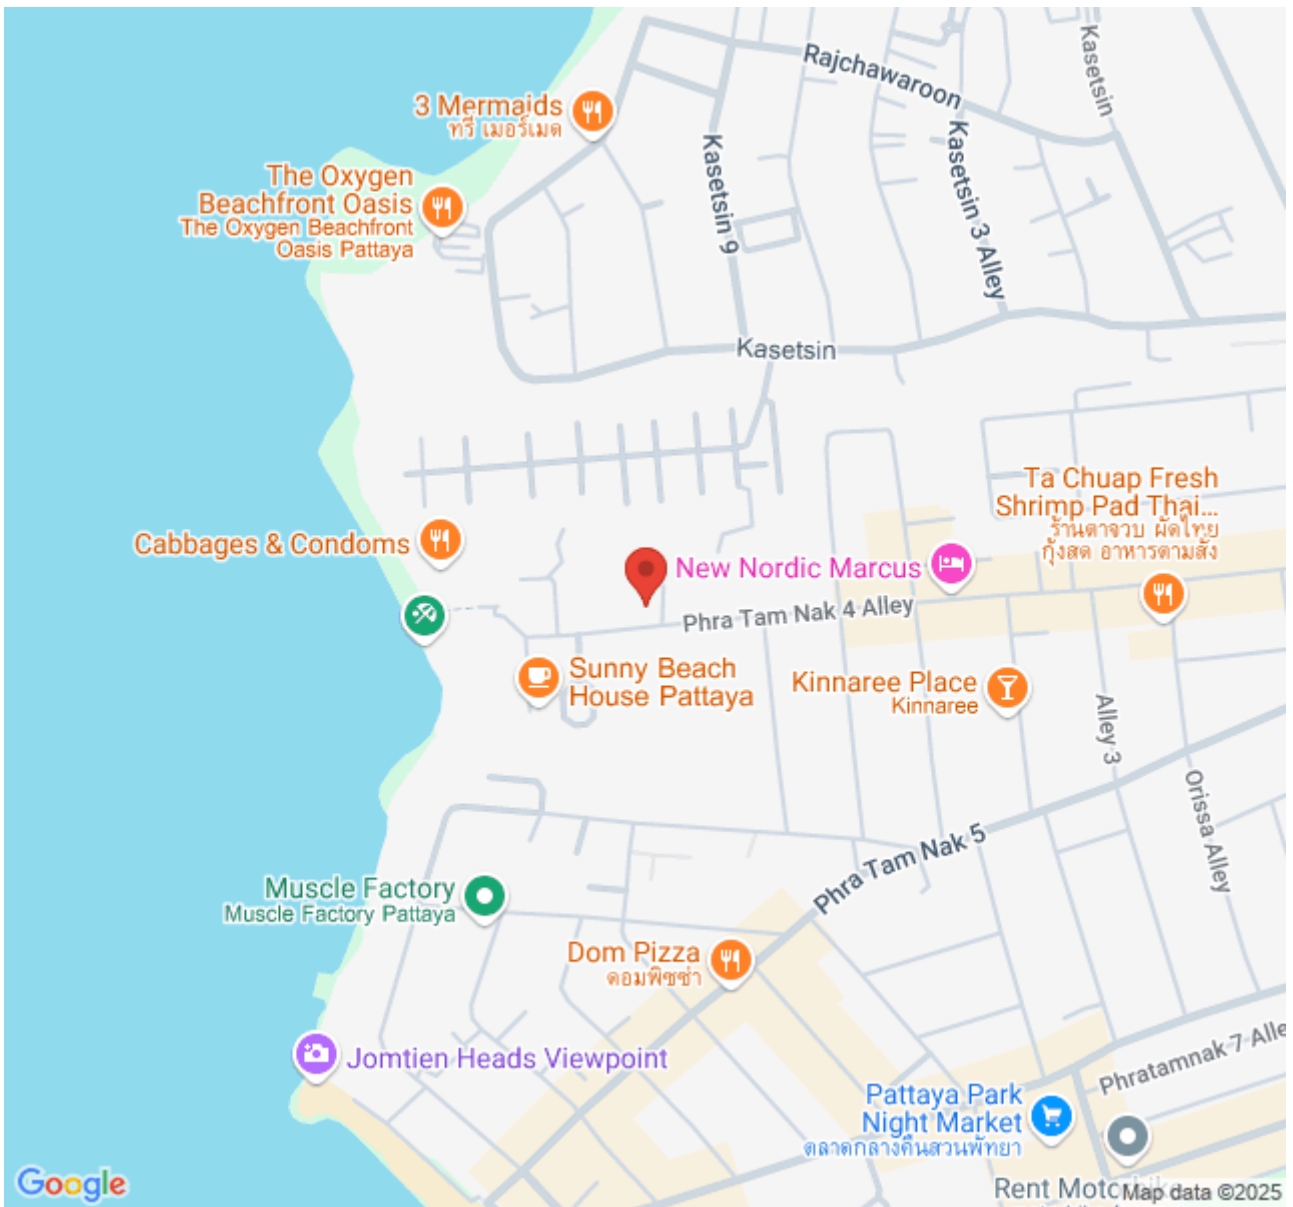 Rajchawaroon
Kasetsin
3 Mermaids
ทรี เมอร์เมด
Kasetsin 9
Kasetsin 3 Alley
The Oxygen
Beachfront Oasis
The Oxygen Beachfront
Oasis Pattaya
Kasetsin
Ta Chuap Fresh
Shrimp Pad Thai...
ร้านตาจวบ ผัดไทย
กุ้งสด อาหารตามสั่ง
Cabbages & Condoms
New Nordic Marcus
Phra Tam Nak 4 Alley
Sunny Beach
House Pattaya
Kinnaree Place
Kinnaree
Alley 3
Orissa Alley
Phra Tam Nak 5
Muscle Factory
Muscle Factory Pattaya
Dom Pizza
ดอมพิซซ่า
Jomtien Heads Viewpoint
Phratamnak 7 Alle
Pattaya Park
Night Market
ตลาดกลางคืนสวนพัทยา
Google
Rent Moto
Map data ©2025